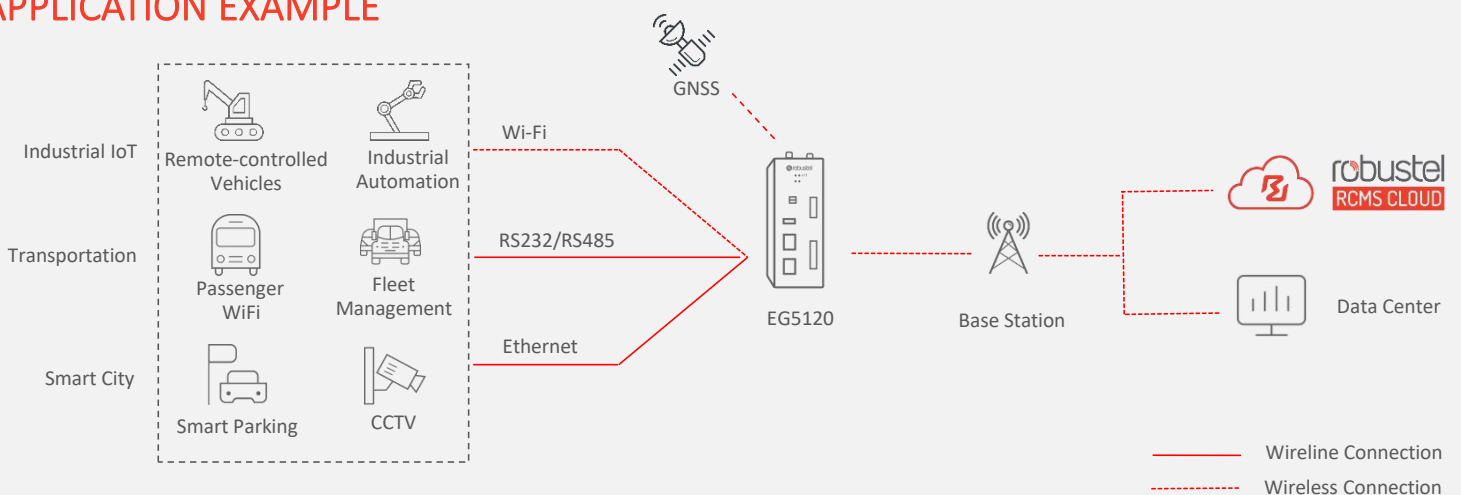 APPLICATION EXAMPLE
GNSS
Industrial IoT
Remote-controlled
Vehicles
Industrial
Automation
Wi-Fi
robustel
robustel
RCMS CLOUD
Transportation
Passenger
WiFi
Fleet
Management
RS232/RS485
EG5120
Base Station
Data Center
Smart City
Smart Parking
CCTV
Ethernet
Wireline Connection
Wireless Connection